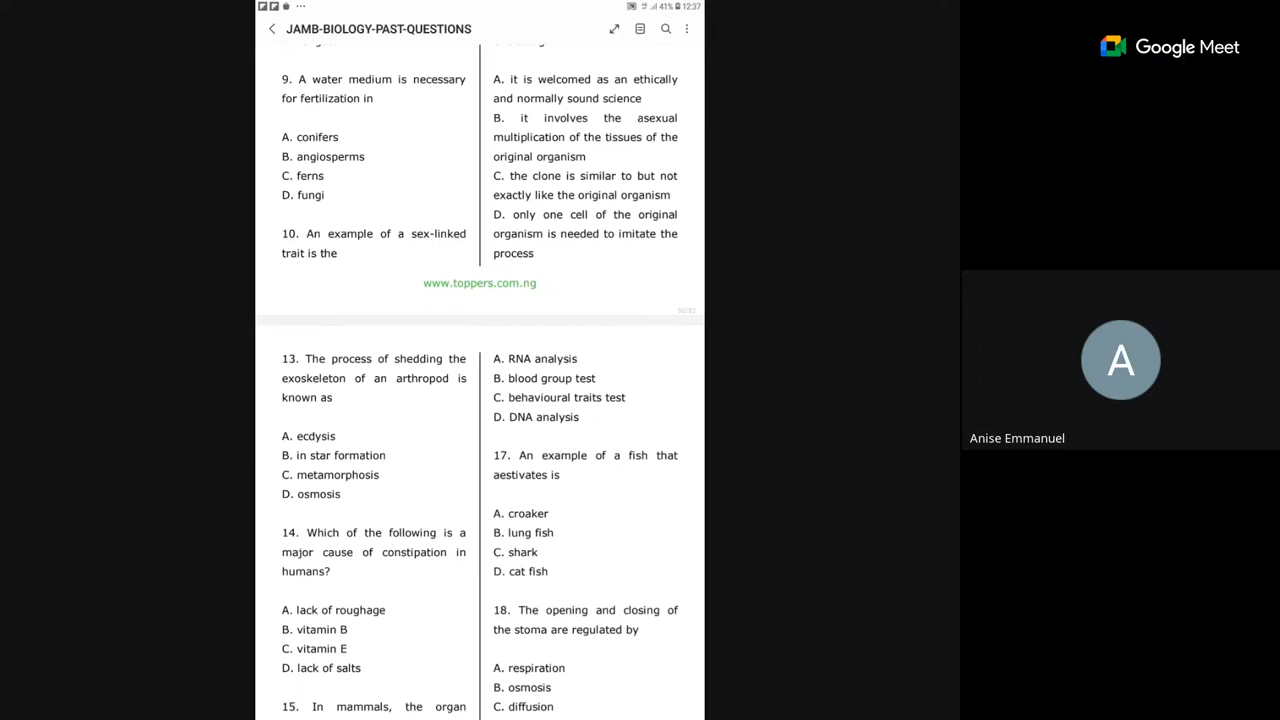 41% 12:37
JAMB-BIOLOGY-PAST-QUESTIONS
9. A water medium is necessary
for fertilization in
A. conifers
B. angiosperms
C. ferns
D. fungi
10. An example of a sex-linked
trait is the
A. it is welcomed as an ethically
and normally sound science
B. it involves the asexual
multiplication of the tissues of the
original organism
C. the clone is similar to but not
exactly like the original organism
D. only one cell of the original
organism is needed to imitate the
process
www.toppers.com.ng
50/82
13. The process of shedding the
exoskeleton of an arthropod is
known as
A. ecdysis
B. in star formation
C. metamorphosis
D. osmosis
14. Which of the following is a
major cause of constipation in
humans?
A. lack of roughage
B. vitamin B
C. vitamin E
D. lack of salts
15. In mammals, the organ
A. RNA analysis
B. blood group test
C. behavioural traits test
D. DNA analysis
17. An example of a fish that
aestivates is
A. croaker
B. lung fish
C. shark
D. cat fish
18. The opening and closing of
the stoma are regulated by
A. respiration
B. osmosis
C. diffusion
Google Meet
A
Anise Emmanuel